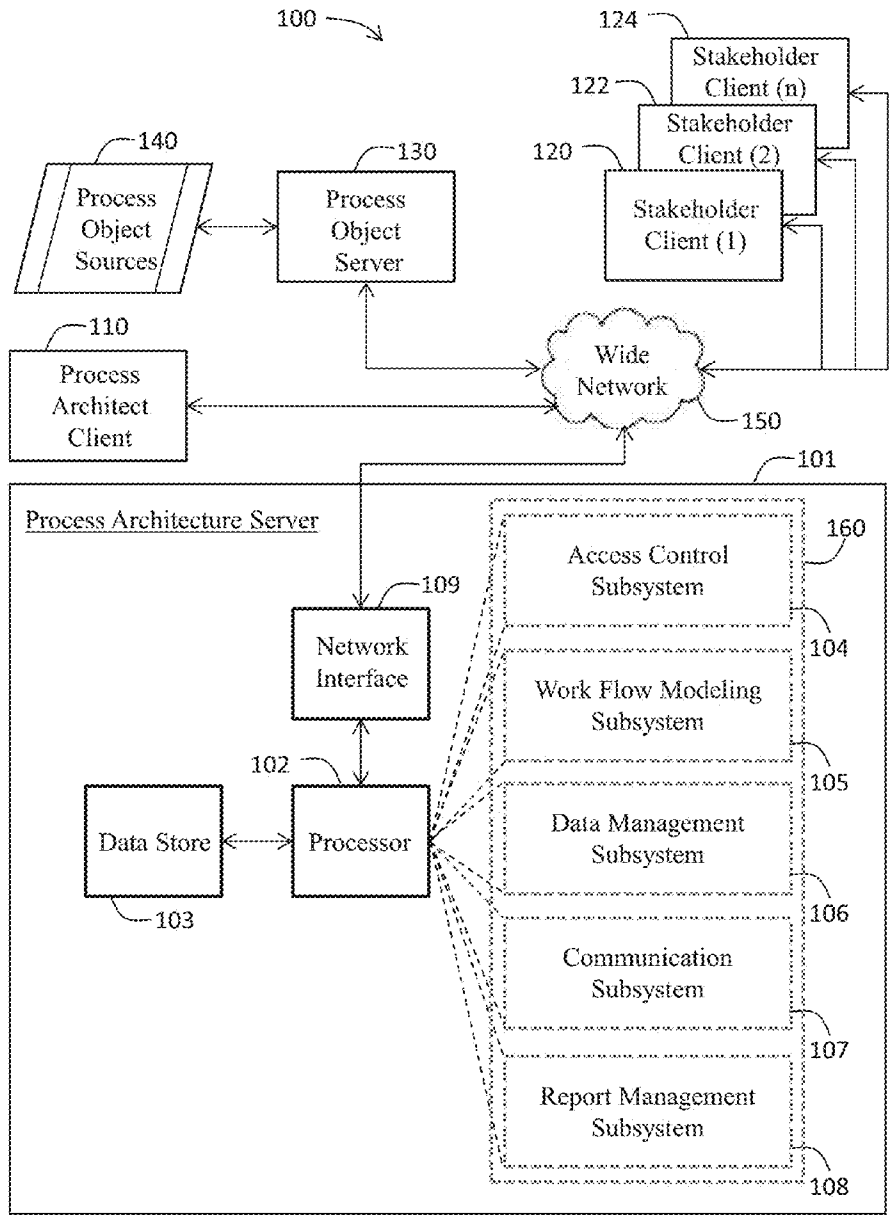 100
124
Stakeholder
Client (n)
122
Stakeholder
Client (2)
120
Stakeholder
Client (1)
140
Process
Object
Sources
130
Process
Object
Server
110
Process
Architect
Client
Wide
Network
150
101
Process Architecture Server
160
Access Control
Subsystem
104
109
Network
Interface
Work Flow Modeling
Subsystem
105
102
Data Store
103
Processor
Data Management
Subsystem
106
Communication
Subsystem
107
Report Management
Subsystem
108